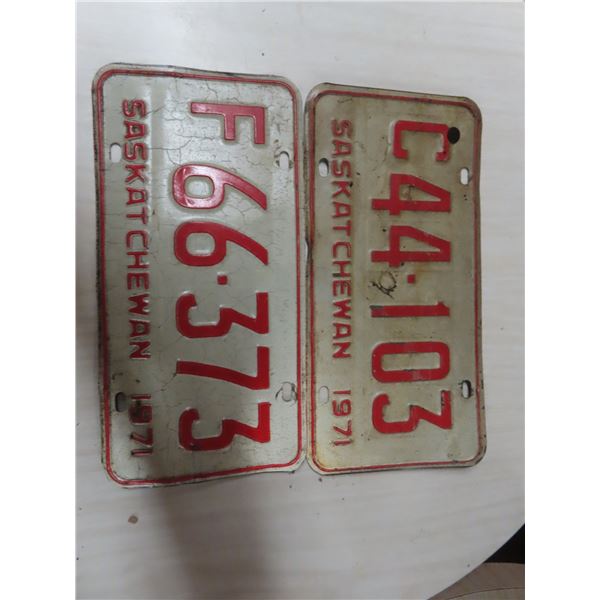 F66·373
SASKATCHEWAN 1971
C44·103
SASKATCHEWAN 1971